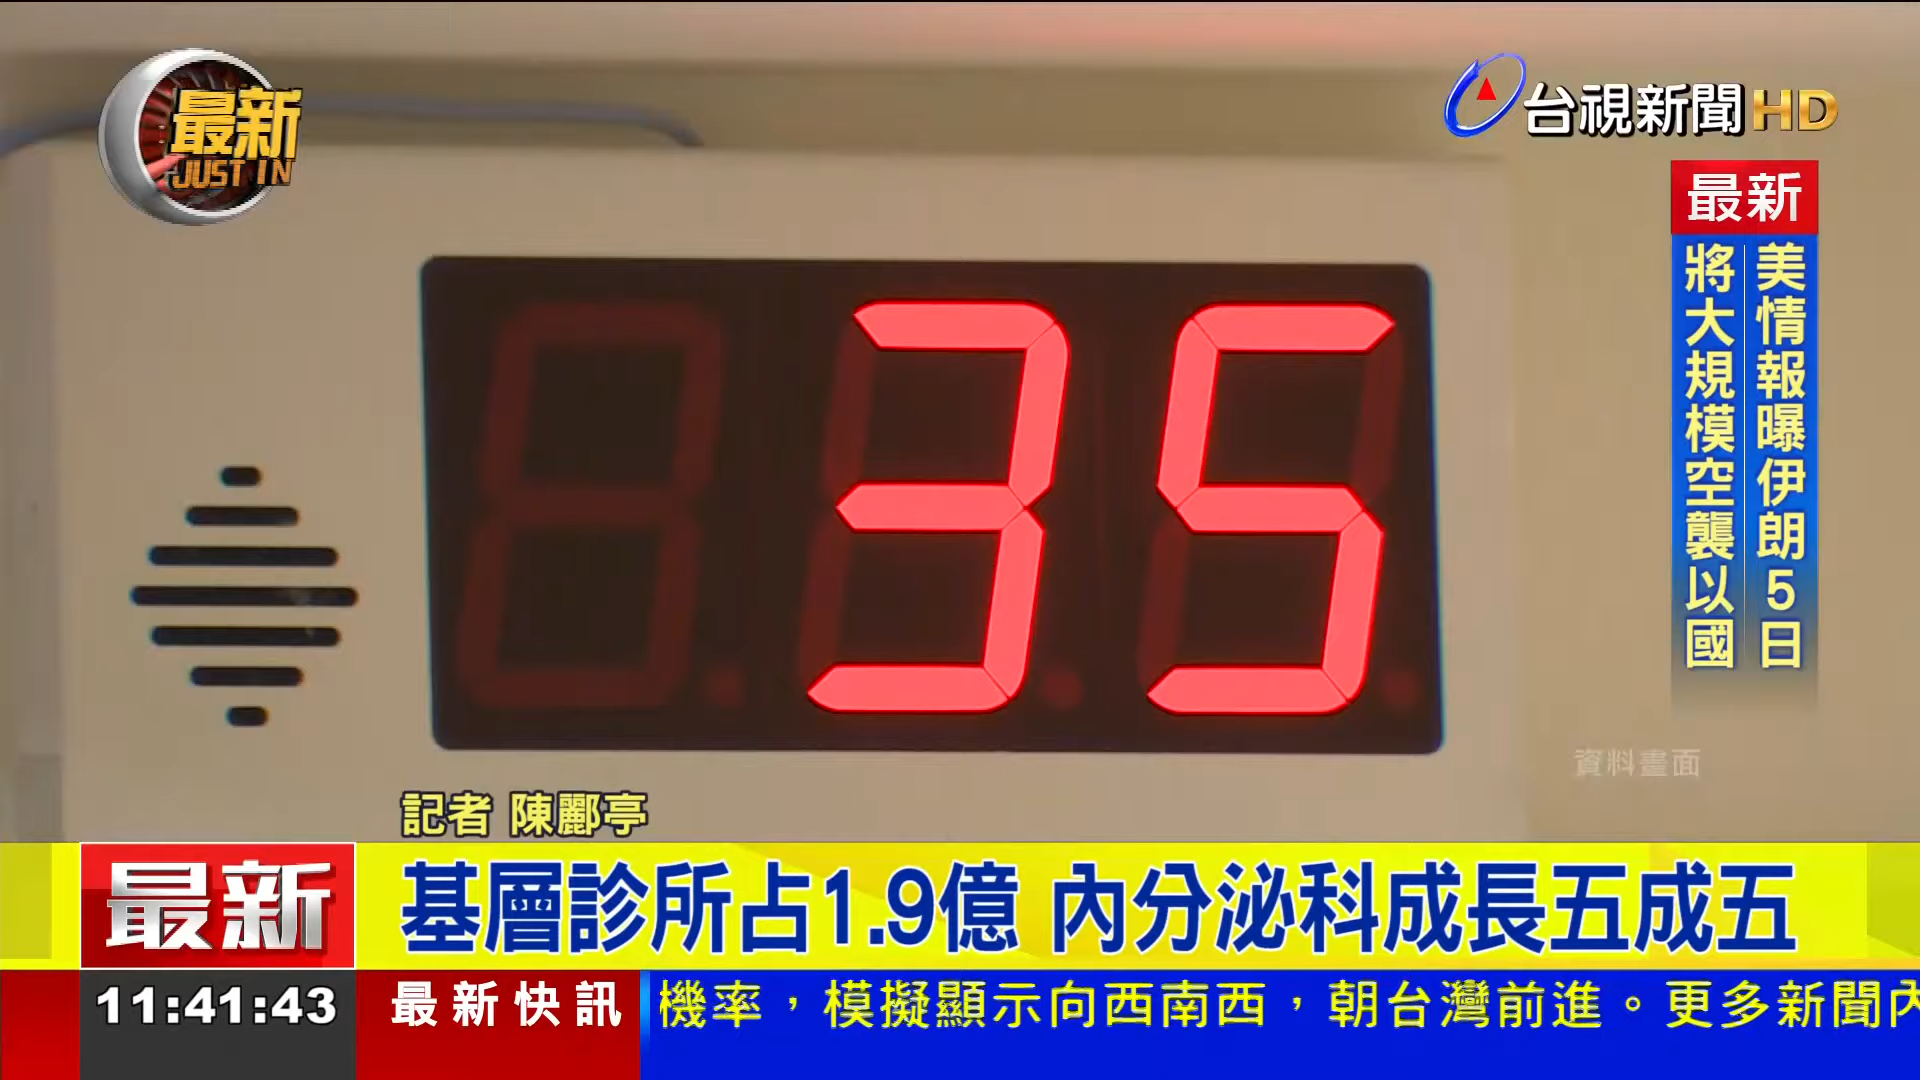 最新
JUST IN
台視新聞HD
最新
美情報曝伊朗5日
將大規模空襲以國
35
資料畫面
記者 陳酈亭
最新
基層診所占1.9億 內分泌科成長五成五
11:41:43
最新快訊
機率，模擬顯示向西南西，朝台灣前進。更多新聞內